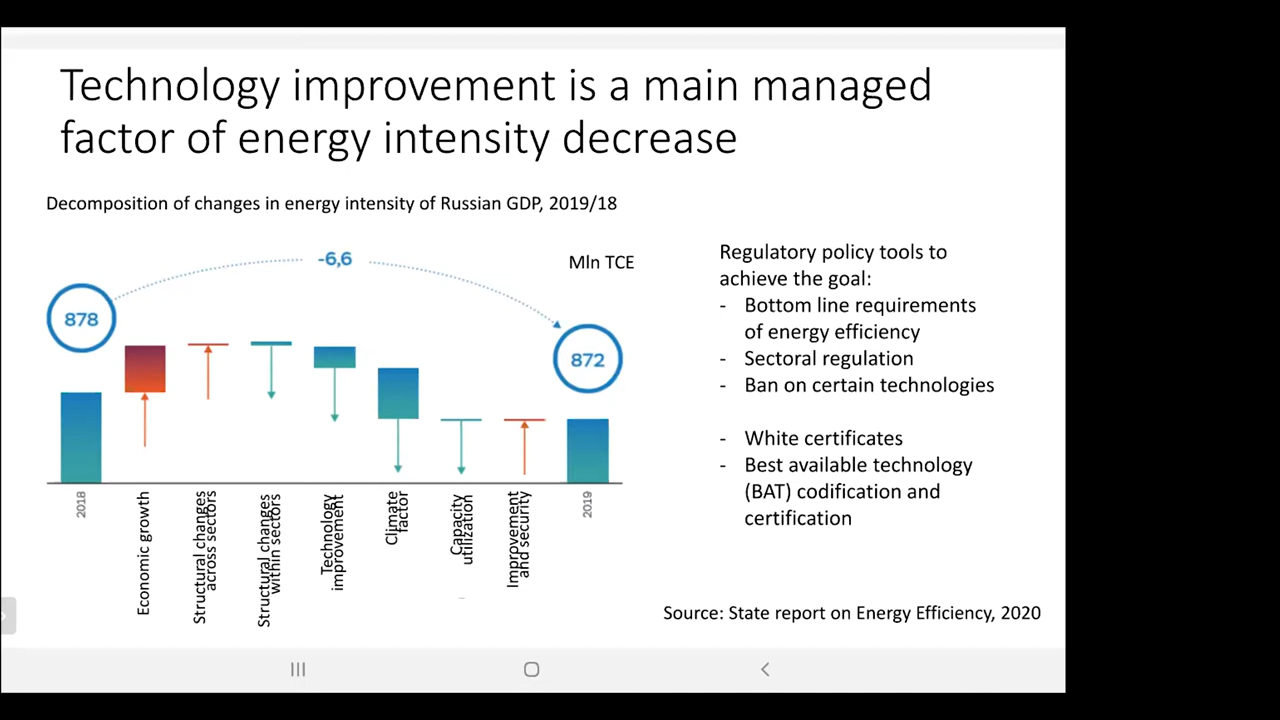 Technology improvement is a main managed
factor of energy intensity decrease
Decomposition of changes in energy intensity of Russian GDP, 2019/18
-6,6
Mln TCE
878
872
2018
Economic growth
Structural changes
across sectors
Structural changes
within sectors
Technology
improvement
Climate
factor
Capacity
utilization
Improvement
and security
2019
Regulatory policy tools to
achieve the goal:
- Bottom line requirements
of energy efficiency
- Sectoral regulation
- Ban on certain technologies
- White certificates
- Best available technology
(BAT) codification and
certification
Source: State report on Energy Efficiency, 2020